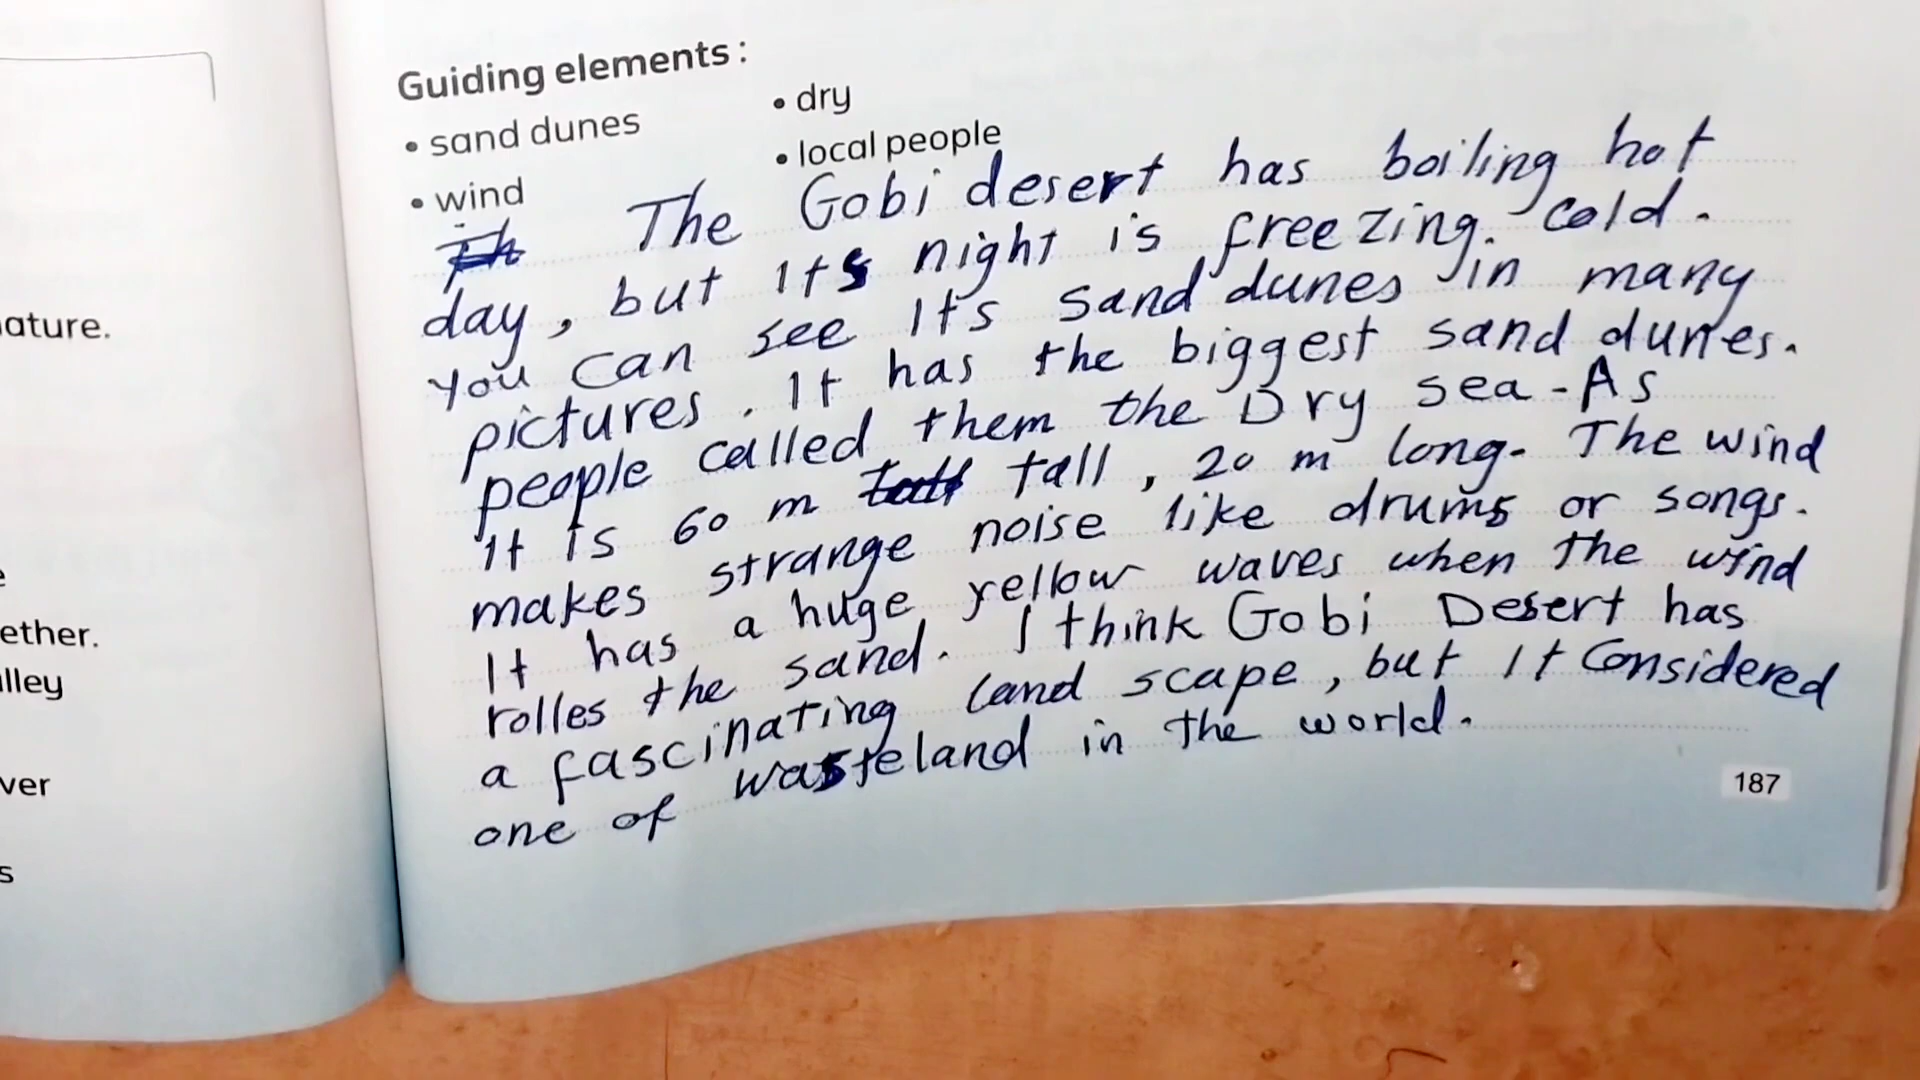 ature.
ether.
lley
ver
s
Guiding elements :
• sand dunes
• dry
• wind
• local people
The Gobi desert has boiling hot
day, but its night is freezing. cold.
you can see Its sand dunes in many
pictures. It has the biggest sand dunes.
people called them the Dry sea - As
it is 60 m tall, 20 m long. The wind
makes strange noise like drums or songs.
It has a huge yellow waves when the wind
rolles the sand. I think Gobi Desert has
a fascinating land scape, but It Considered
one of wasteland in the world.
187